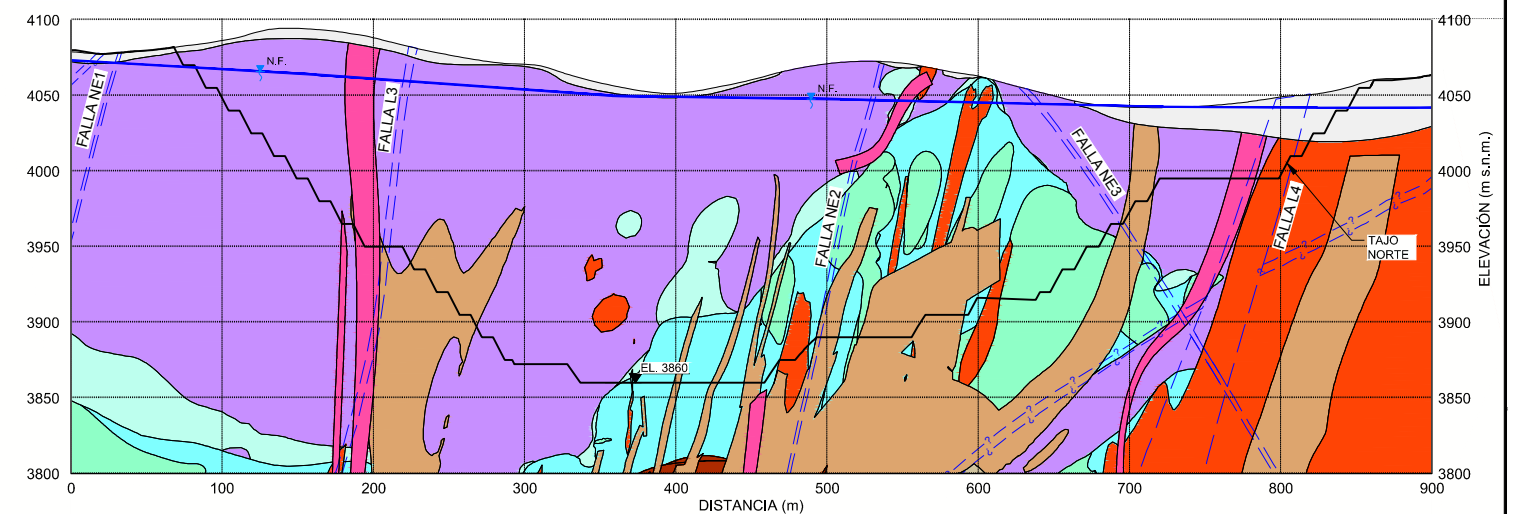 4100
4050
4000
3950
3900
3850
3800
4100
4050
4000
3950
3900
3850
3800
ELEVACIÓN (m s.n.m.)
FALLA NE1
N.F.
FALLA L3
N.F.
FALLA NE2
FALLA NE3
FALLA L4
TAJO
NORTE
EL. 3860
? ? ? ? ? ? ? ? ?
0 100 200 300 400 500 600 700 800 900
DISTANCIA (m)